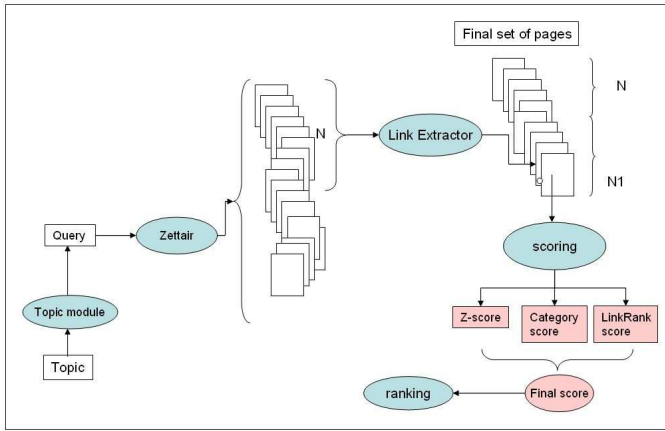 Final set of pages
N
N
Link Extractor
N1
Query
Zettair
scoring
Topic module
Z-score
Category
score
LinkRank
score
Topic
ranking
Final score